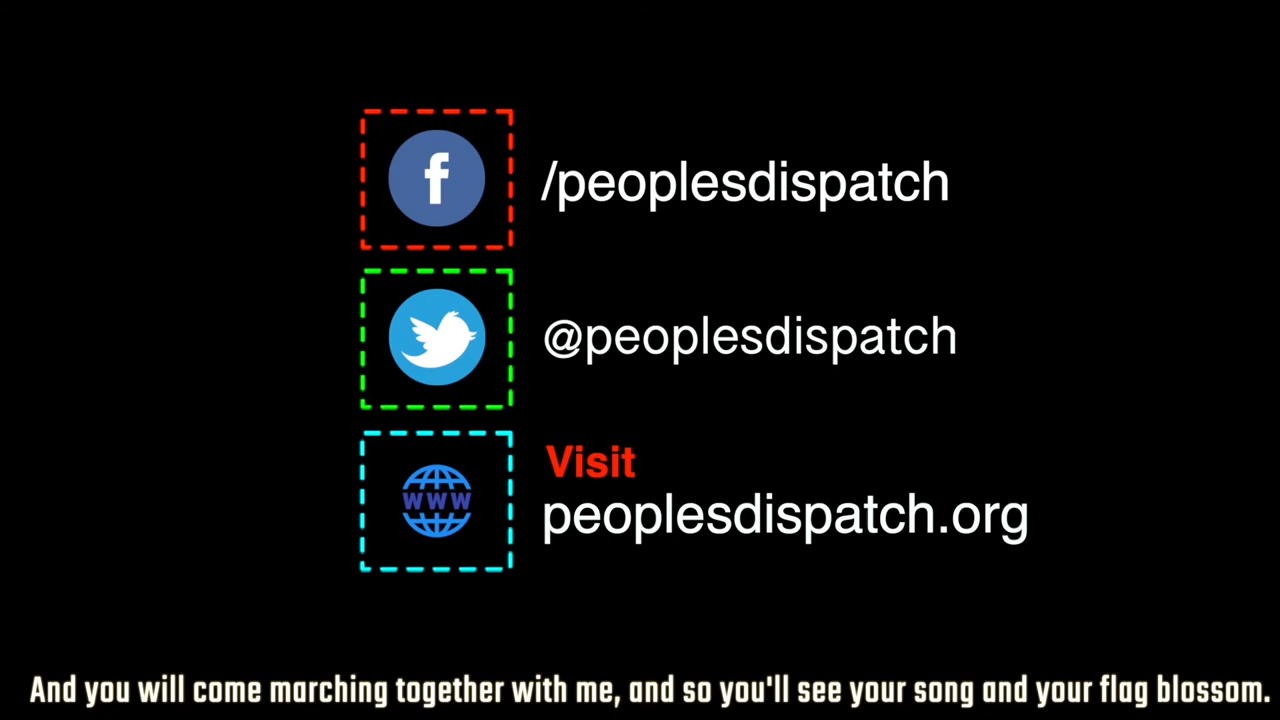 f
/peoplesdispatch
@peoplesdispatch
Visit
WWW
peoplesdispatch.org
And you will come marching together with me, and so you'll see your song and your flag blossom.